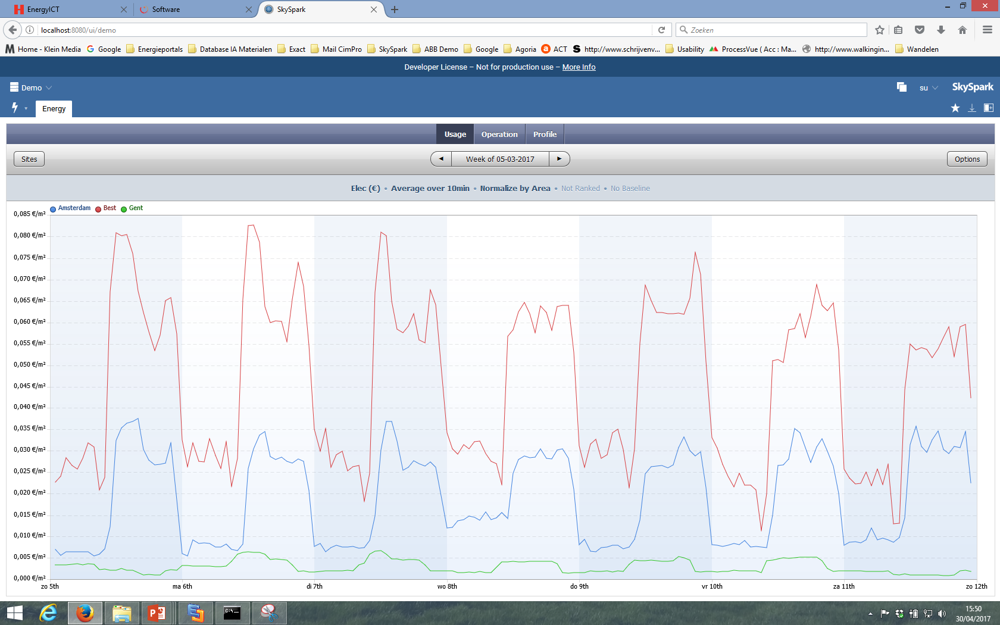 EnergyICT Software SkySpark
localhost:8080/ui/demo Zoeken
Home - Klein Media Google Energieportals Database IA Materialen Exact Mail CimPro SkySpark ABB Demo Google Agoria ACT http://www.schrijvenv... Usability ProcessVue ( Acc : Ma... http://www.walkingin... Wandelen
Developer License – Not for production use – More Info
Demo su SkySpark
Energy
Usage Operation Profile
Sites Week of 05-03-2017 Options
Elec (€) • Average over 10min • Normalize by Area • Not Ranked • No Baseline
Amsterdam Best Gent
0,085 €/m²
0,080 €/m²
0,075 €/m²
0,070 €/m²
0,065 €/m²
0,060 €/m²
0,055 €/m²
0,050 €/m²
0,045 €/m²
0,040 €/m²
0,035 €/m²
0,030 €/m²
0,025 €/m²
0,020 €/m²
0,015 €/m²
0,010 €/m²
0,005 €/m²
0,000 €/m²
zo 5th ma 6th di 7th wo 8th do 9th vr 10th za 11th zo 12th
15:50
30/04/2017